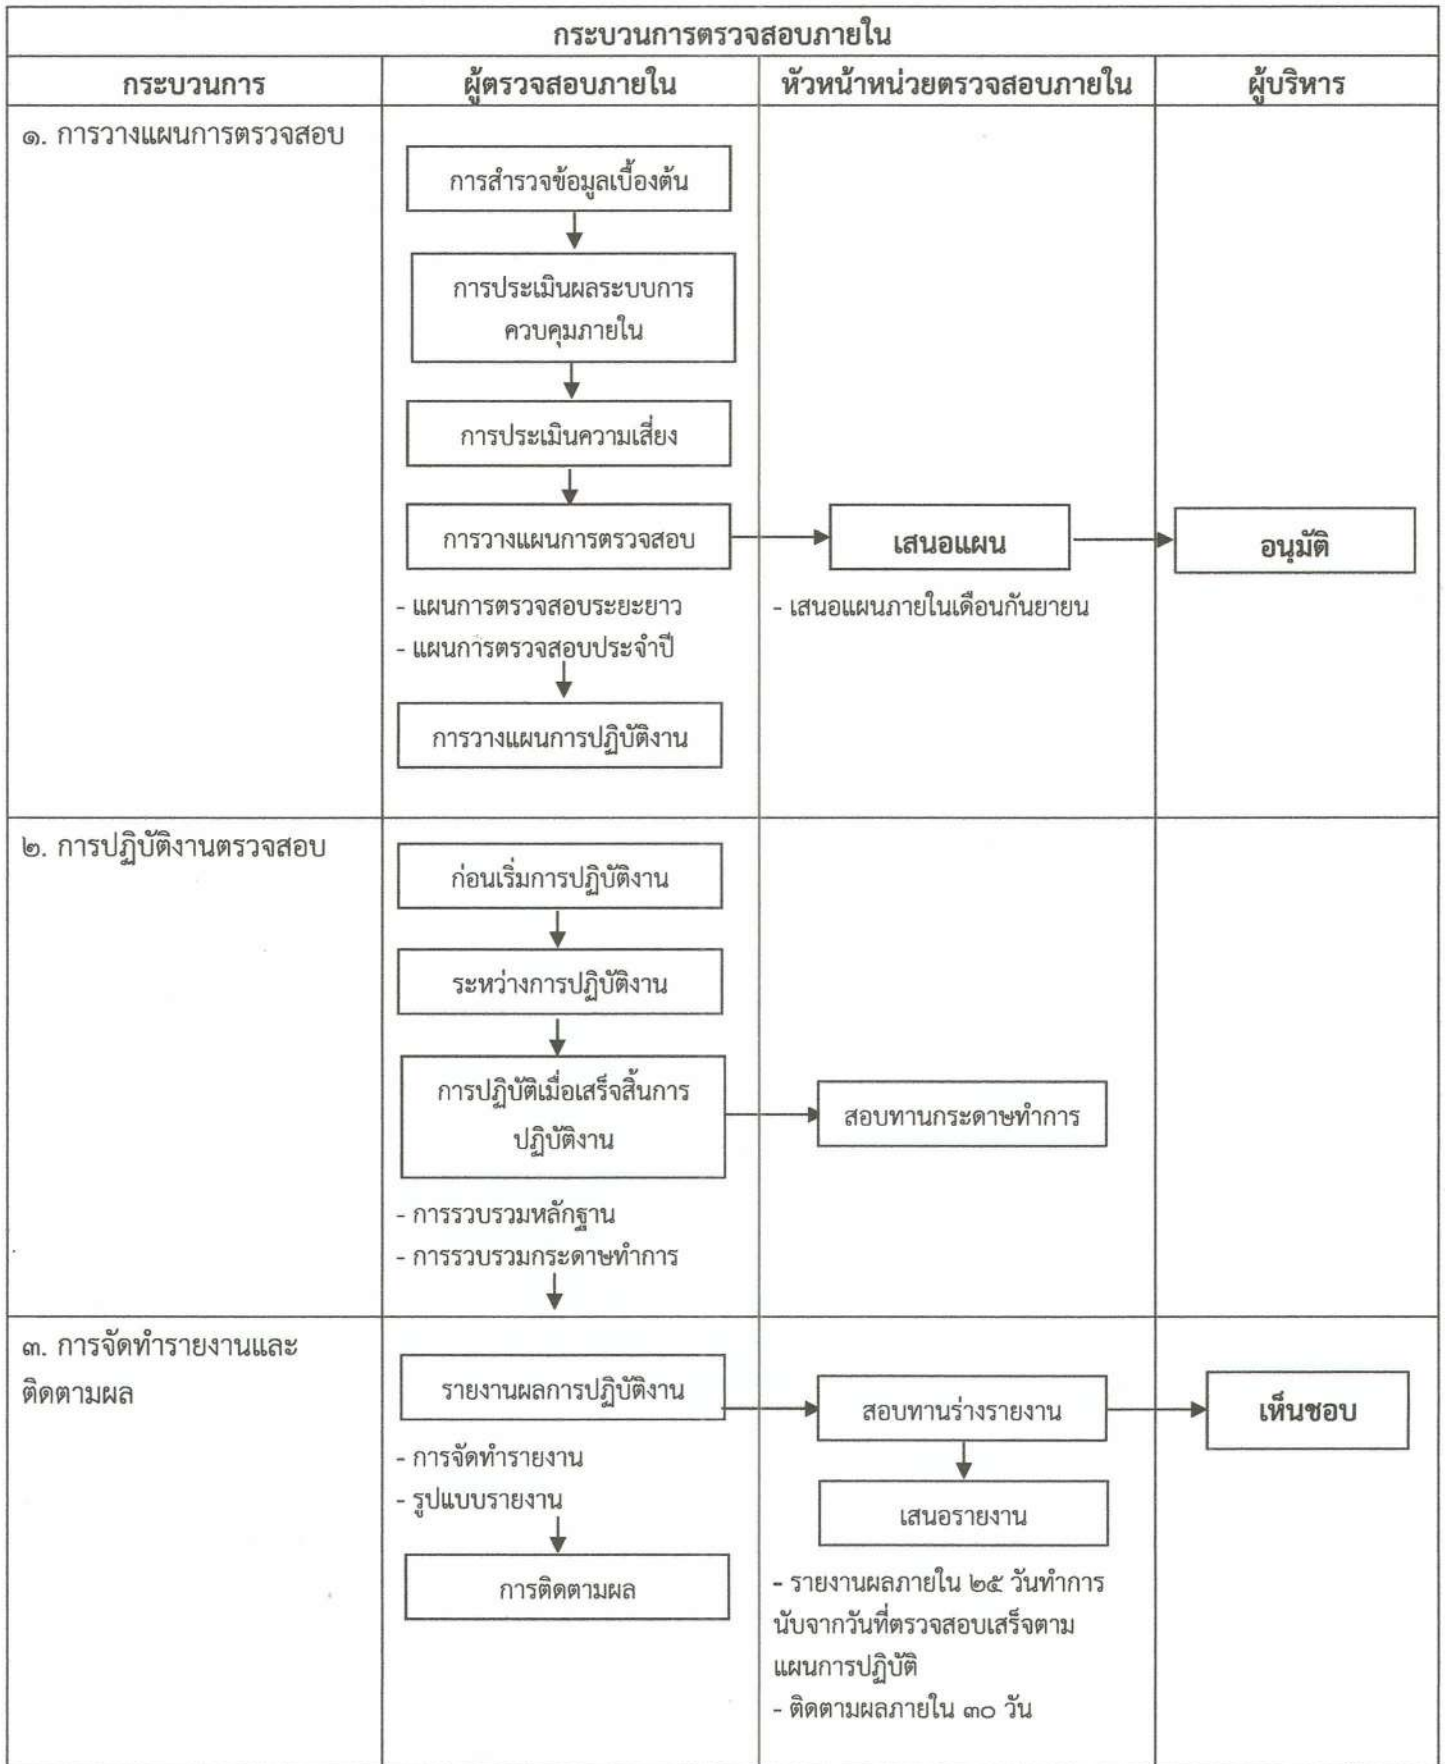 กระบวนการตรวจสอบภายใน
กระบวนการ
ผู้ตรวจสอบภายใน
หัวหน้าหน่วยตรวจสอบภายใน
ผู้บริหาร
๑. การวางแผนการตรวจสอบ
การสำรวจข้อมูลเบื้องต้น
การประเมินผลระบบการ
ควบคุมภายใน
การประเมินความเสี่ยง
การวางแผนการตรวจสอบ
เสนอแผน
อนุมัติ
- แผนการตรวจสอบระยะยาว
- แผนการตรวจสอบประจำปี
- เสนอแผนภายในเดือนกันยายน
การวางแผนการปฏิบัติงาน
๒. การปฏิบัติงานตรวจสอบ
ก่อนเริ่มการปฏิบัติงาน
ระหว่างการปฏิบัติงาน
การปฏิบัติเมื่อเสร็จสิ้นการ
ปฏิบัติงาน
สอบทานกระดาษทำการ
- การรวบรวมหลักฐาน
- การรวบรวมกระดาษทำการ
๓. การจัดทำรายงานและ
ติดตามผล
รายงานผลการปฏิบัติงาน
สอบทานร่างรายงาน
เห็นชอบ
- การจัดทำรายงาน
- รูปแบบรายงาน
เสนอรายงาน
การติดตามผล
- รายงานผลภายใน ๒๕ วันทำการ
นับจากวันที่ตรวจสอบเสร็จตาม
แผนการปฏิบัติ
- ติดตามผลภายใน ๓๐ วัน